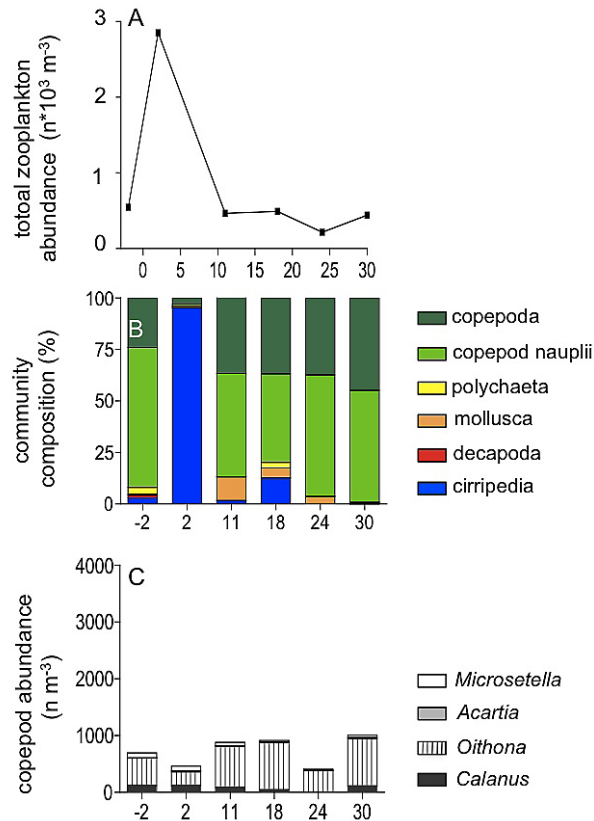 A
3
2
1
0
totoal zooplankton
abundance (n*10³ m-³)
0 5 10 15 20 25 30
B
100
75
50
25
0
community
composition (%)
-2 2 11 18 24 30
copepoda
copepod nauplii
polychaeta
mollusca
decapoda
cirripedia
C
4000
3000
2000
1000
0
copepod abundance
(n m-³)
-2 2 11 18 24 30
Microsetella
Acartia
Oithona
Calanus